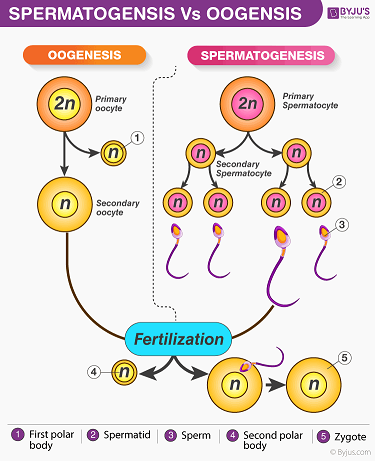 SPERMATOGENSIS Vs OOGENSIS
BYJU'S
The Learning App
OOGENESIS
SPERMATOGENESIS
2n
Primary
oocyte
n
1
n
Secondary
oocyte
2n
Primary
Spermatocyte
n
n
Secondary
Spermatocyte
n
n
n
n
2
3
Fertilization
4
n
n
n
5
1 First polar
body
2 Spermatid
3 Sperm
4 Second polar
body
5 Zygote
© Byjus.com